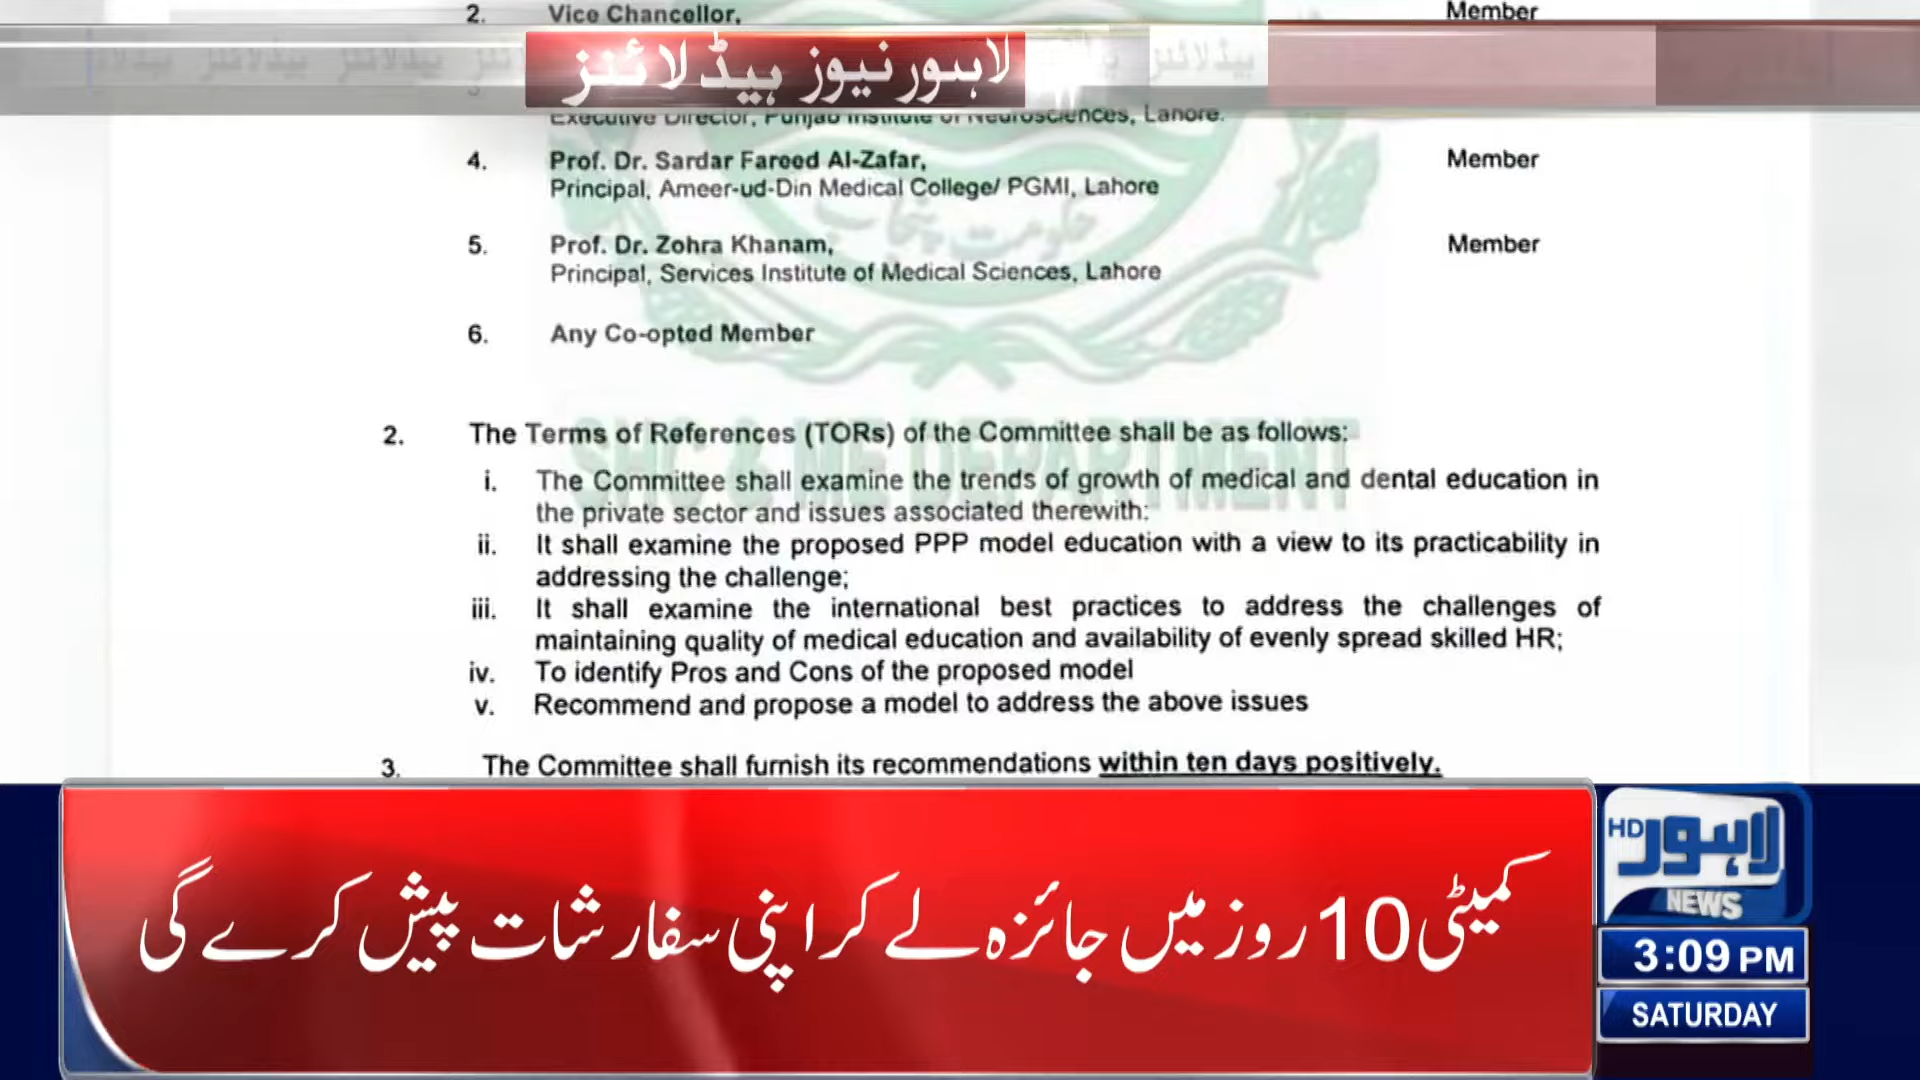 2. Vice Chancellor, Member
لاہور نیوز ہیڈلائنز
Executive Director, Punjab Institute of Neurosciences, Lahore.
4. Prof. Dr. Sardar Fareed Al-Zafar, Member
Principal, Ameer-ud-Din Medical College/ PGMI, Lahore
حکومت پنجاب
5. Prof. Dr. Zohra Khanam, Member
Principal, Services Institute of Medical Sciences, Lahore
6. Any Co-opted Member
SHC & ME DEPARTMENT
2. The Terms of References (TORs) of the Committee shall be as follows:
i. The Committee shall examine the trends of growth of medical and dental education in
the private sector and issues associated therewith:
ii. It shall examine the proposed PPP model education with a view to its practicability in
addressing the challenge;
iii. It shall examine the international best practices to address the challenges of
maintaining quality of medical education and availability of evenly spread skilled HR;
iv. To identify Pros and Cons of the proposed model
v. Recommend and propose a model to address the above issues
3. The Committee shall furnish its recommendations within ten days positively.
کمیٹی 10 روز میں جائزہ لے کر اپنی سفارشات پیش کرے گی
HD لاہور
NEWS
3:09 PM
SATURDAY